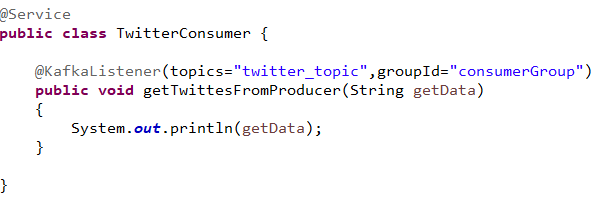 @Service
public class TwitterConsumer {
@KafkaListener(topics="twitter_topic",groupId="consumerGroup")
public void getTwittesFromProducer(String getData)
{
System.out.println(getData);
}
}